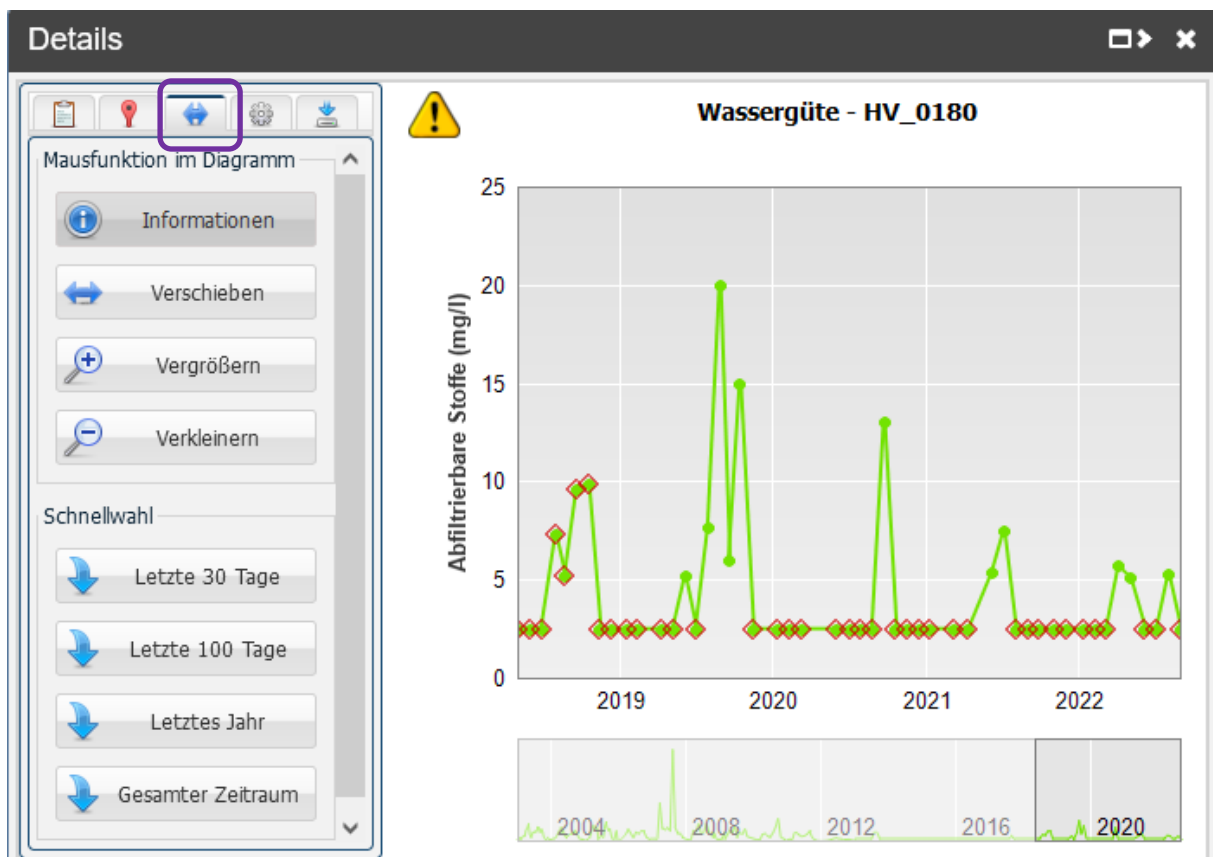 Details
Mausfunktion im Diagramm
Informationen
Verschieben
Vergrößern
Verkleinern
Schnellwahl
Letzte 30 Tage
Letzte 100 Tage
Letztes Jahr
Gesamter Zeitraum
Wassergüte - HV_0180
Abfiltrierbare Stoffe (mg/l)
25
20
15
10
5
0
2019 2020 2021 2022
2004 2008 2012 2016 2020